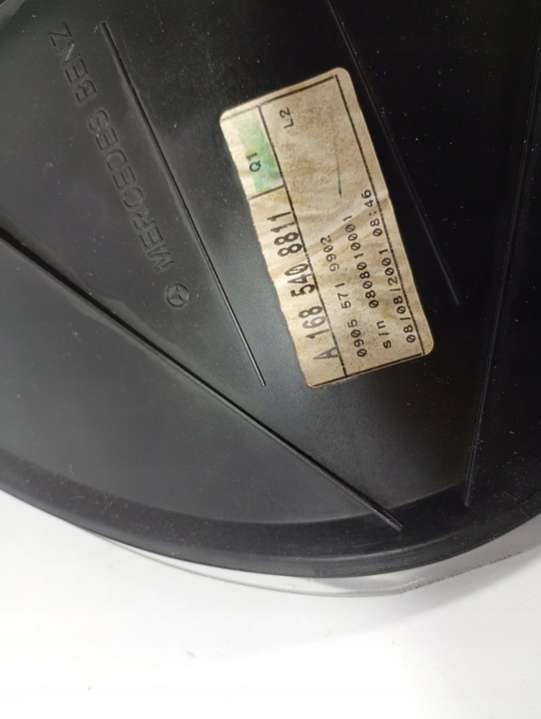 MERCEDES BENZ
Q1 L2
A 168 540 8811
0905 571 9902
s/n 0808010001
08/08/2001 08:46